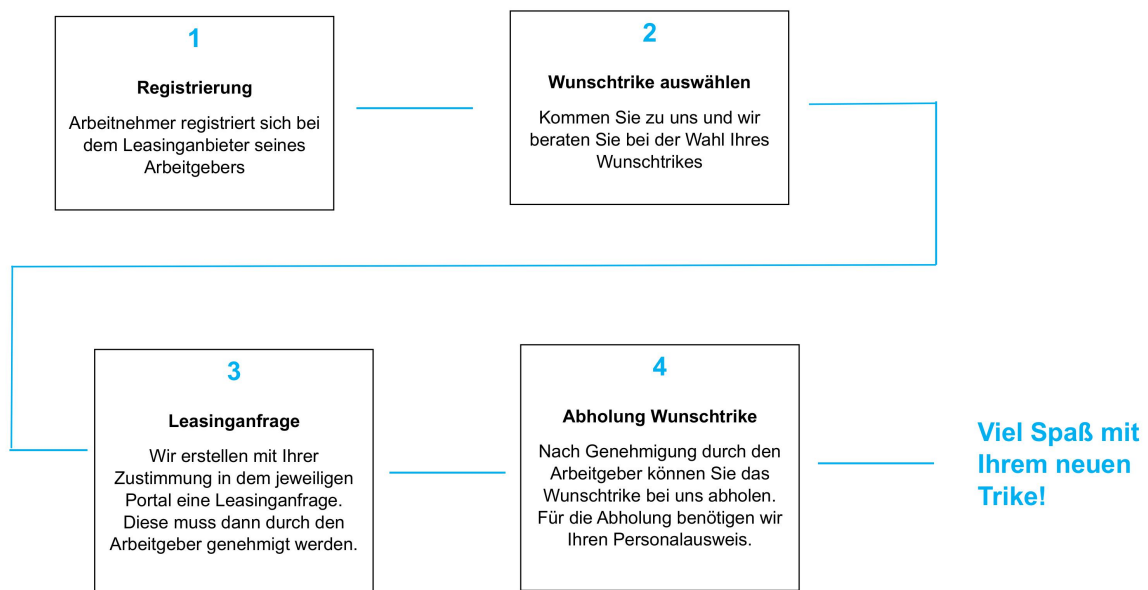 1
Registrierung
Arbeitnehmer registriert sich bei
dem Leasinganbieter seines
Arbeitgebers
2
Wunschtrike auswählen
Kommen Sie zu uns und wir
beraten Sie bei der Wahl Ihres
Wunschtrikes
3
Leasinganfrage
Wir erstellen mit Ihrer
Zustimmung in dem jeweiligen
Portal eine Leasinganfrage.
Diese muss dann durch den
Arbeitgeber genehmigt werden.
4
Abholung Wunschtrike
Nach Genehmigung durch den
Arbeitgeber können Sie das
Wunschtrike bei uns abholen.
Für die Abholung benötigen wir
Ihren Personalausweis.
Viel Spaß mit
Ihrem neuen
Trike!